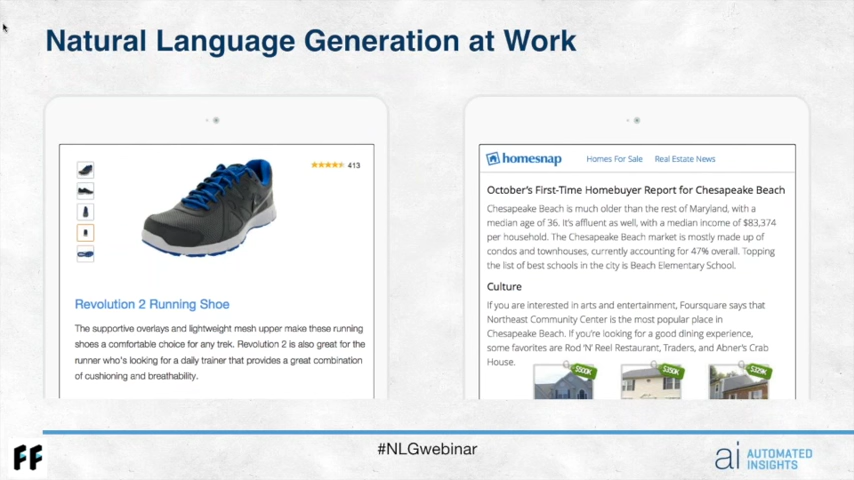 Natural Language Generation at Work
413
Revolution 2 Running Shoe
The supportive overlays and lightweight mesh upper make these running
shoes a comfortable choice for any trek. Revolution 2 is also great for the
runner who's looking for a daily trainer that provides a great combination
of cushioning and breathability.
homesnap Homes For Sale Real Estate News
October's First-Time Homebuyer Report for Chesapeake Beach
Chesapeake Beach is much older than the rest of Maryland, with a
median age of 36. It's affluent as well, with a median income of $83,374
per household. The Chesapeake Beach market is mostly made up of
condos and townhouses, currently accounting for 47% overall. Topping
the list of best schools in the city is Beach Elementary School.
Culture
If you are interested in arts and entertainment, Foursquare says that
Northeast Community Center is the most popular place in
Chesapeake Beach. If you're looking for a good dining experience,
some favorites are Rod 'N' Reel Restaurant, Traders, and Abner's Crab
House.
$500K $350K $329K
FF
#NLGwebinar
ai AUTOMATED
INSIGHTS